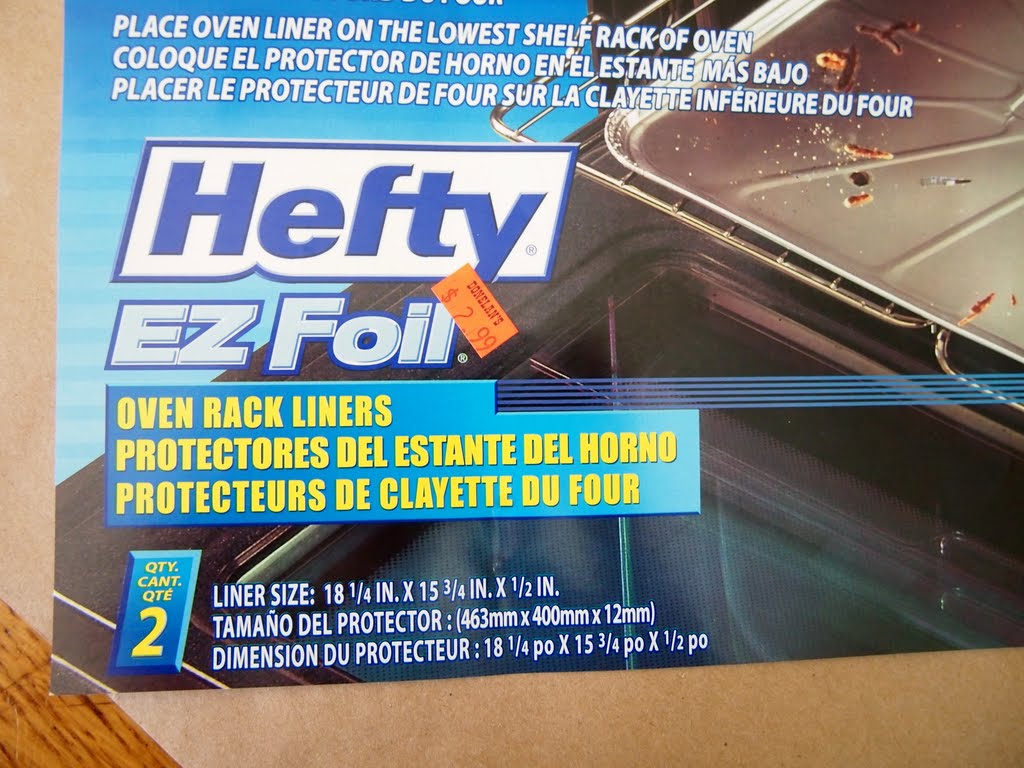 DU FOUR
PLACE OVEN LINER ON THE LOWEST SHELF RACK OF OVEN
COLOQUE EL PROTECTOR DE HORNO EN EL ESTANTE MÁS BAJO
PLACER LE PROTECTEUR DE FOUR SUR LA CLAYETTE INFÉRIEURE DU FOUR
Hefty®
EZ Foil®
DONELAN'S
$ 2.99
OVEN RACK LINERS
PROTECTORES DEL ESTANTE DEL HORNO
PROTECTEURS DE CLAYETTE DU FOUR
QTY.
CANT.
QTÉ
2
LINER SIZE: 18 1/4 IN. X 15 3/4 IN. X 1/2 IN.
TAMAÑO DEL PROTECTOR : (463mm x 400mm x 12mm)
DIMENSION DU PROTECTEUR : 18 1/4 po X 15 3/4 po X 1/2 po